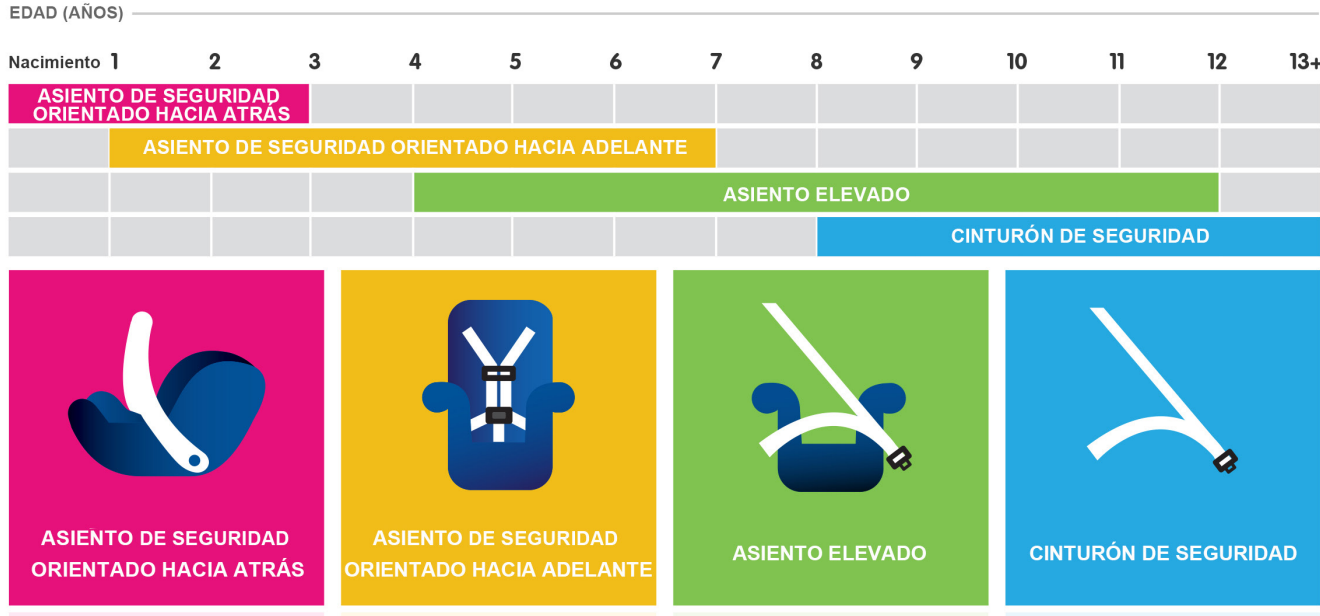 EDAD (AÑOS)
Nacimiento 1 2 3 4 5 6 7 8 9 10 11 12 13+
ASIENTO DE SEGURIDAD
ORIENTADO HACIA ATRÁS
ASIENTO DE SEGURIDAD ORIENTADO HACIA ADELANTE
ASIENTO ELEVADO
CINTURÓN DE SEGURIDAD
ASIENTO DE SEGURIDAD
ORIENTADO HACIA ATRÁS
ASIENTO DE SEGURIDAD
ORIENTADO HACIA ADELANTE
ASIENTO ELEVADO
CINTURÓN DE SEGURIDAD